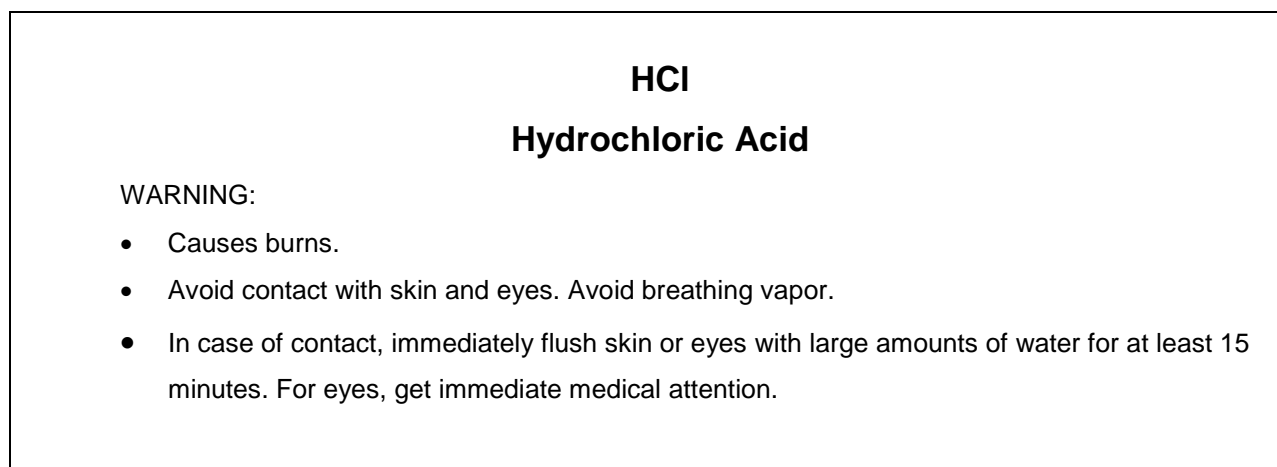 HCl
Hydrochloric Acid
WARNING:
• Causes burns.
• Avoid contact with skin and eyes. Avoid breathing vapor.
• In case of contact, immediately flush skin or eyes with large amounts of water for at least 15
minutes. For eyes, get immediate medical attention.